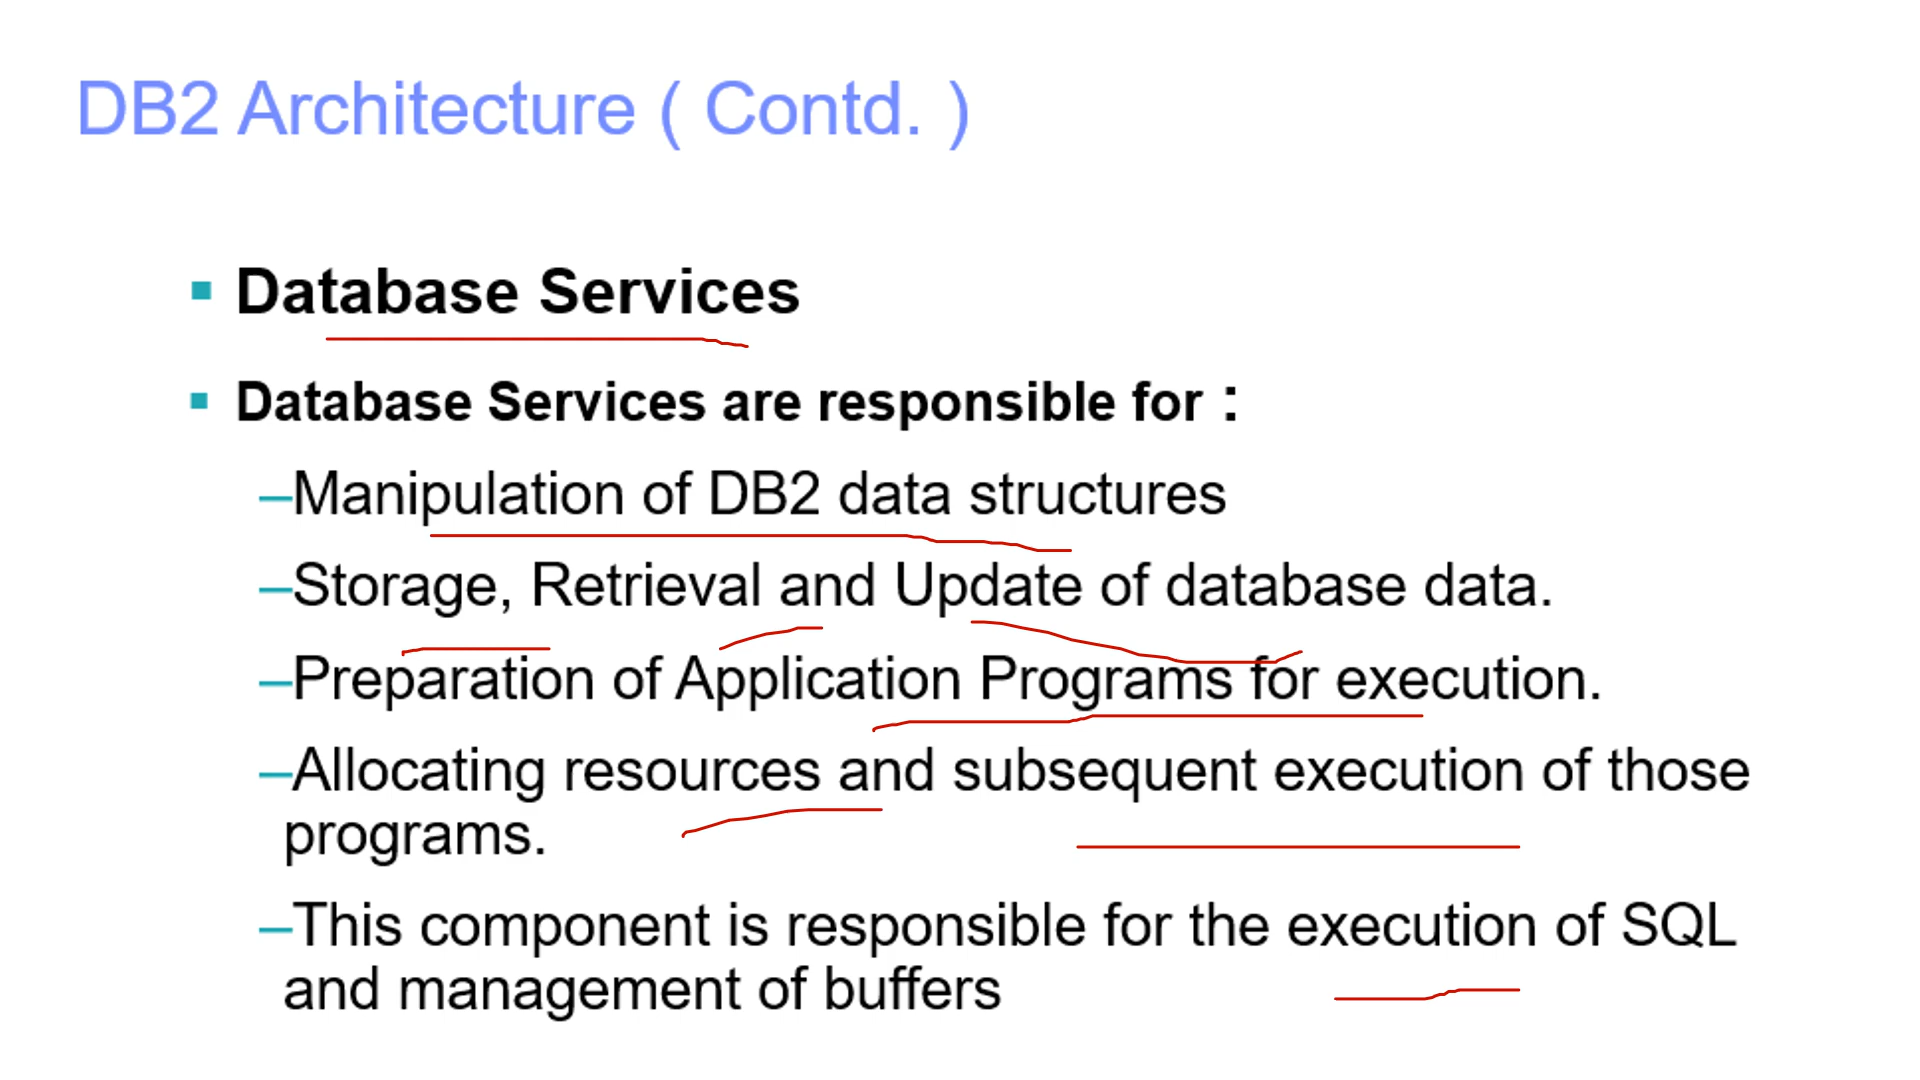 DB2 Architecture ( Contd. )
Database Services
Database Services are responsible for :
–Manipulation of DB2 data structures
–Storage, Retrieval and Update of database data.
–Preparation of Application Programs for execution.
–Allocating resources and subsequent execution of those
programs.
–This component is responsible for the execution of SQL
and management of buffers